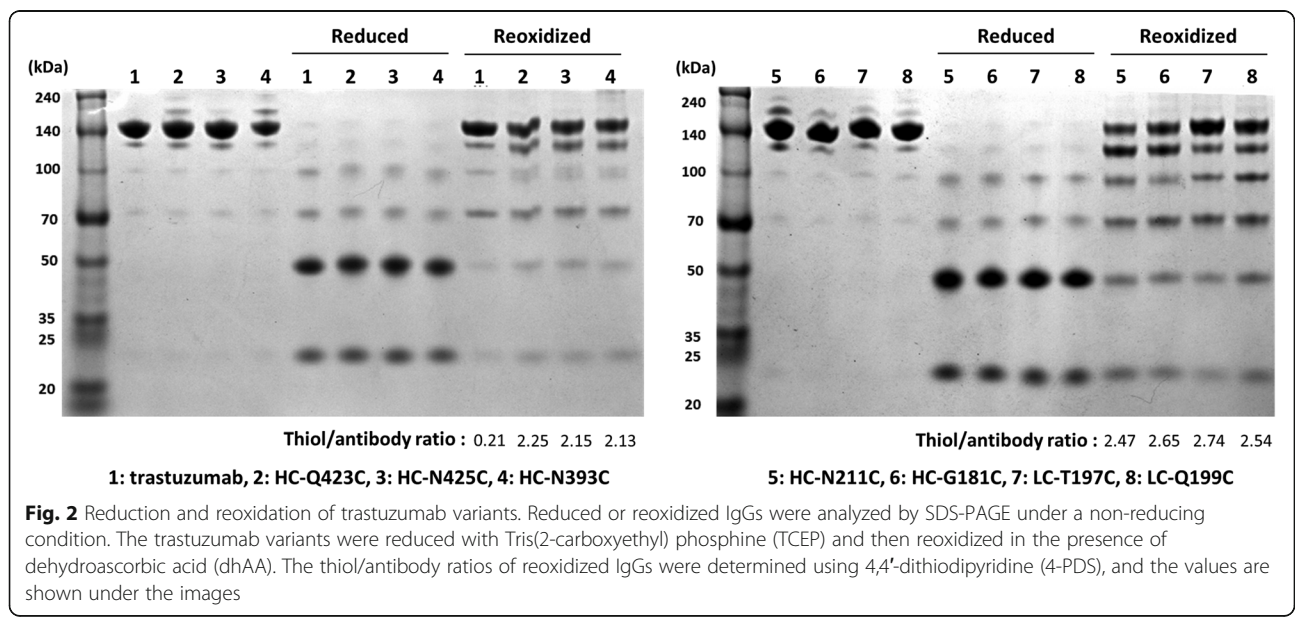 Reduced Reoxidized
(kDa) 1 2 3 4 1 2 3 4 1 2 3 4
240
140
100
70
50
35
25
20
Thiol/antibody ratio : 0.21 2.25 2.15 2.13
1: trastuzumab, 2: HC-Q423C, 3: HC-N425C, 4: HC-N393C
Reduced Reoxidized
(kDa) 5 6 7 8 5 6 7 8 5 6 7 8
240
140
100
70
50
35
25
20
Thiol/antibody ratio : 2.47 2.65 2.74 2.54
5: HC-N211C, 6: HC-G181C, 7: LC-T197C, 8: LC-Q199C
Fig. 2 Reduction and reoxidation of trastuzumab variants. Reduced or reoxidized IgGs were analyzed by SDS-PAGE under a non-reducing
condition. The trastuzumab variants were reduced with Tris(2-carboxyethyl) phosphine (TCEP) and then reoxidized in the presence of
dehydroascorbic acid (dhAA). The thiol/antibody ratios of reoxidized IgGs were determined using 4,4′-dithiodipyridine (4-PDS), and the values are
shown under the images